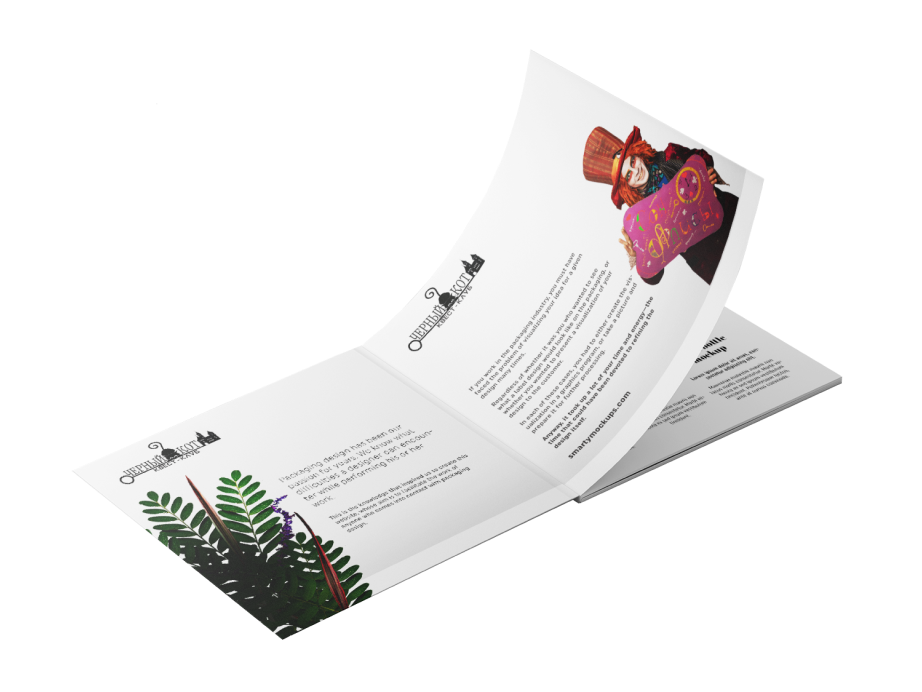 ЧЕРНЫЙ КОТ
КВЕСТ-КЛУБ
Packaging design has been our
passion for yours. We know what
difficulties a designer can encoun-
ter while performing his or her
work.
This is the knowledge that inspired us to create this
website, whose aim is to facilitate the work of
anyone who comes into contact with packaging
design.
ЧЕРНЫЙ КОТ
КВЕСТ-КЛУБ
If you work in the packaging industry, you must have
faced the problem of visualizing your idea for a given
design many times.
Regardless of whether it was you who wanted to see
what a label design would look like on the packaging, or
whether you wanted to present a visualization of your
design to the customer.
In each of these cases, you had to either: create the vis-
ualization in a graphics program, or take a picture and
prepare it for further processing.
Anyway, it took up a lot of your time and energy—the
time that could have been devoted to refining the
design itself.
smartymockups.com